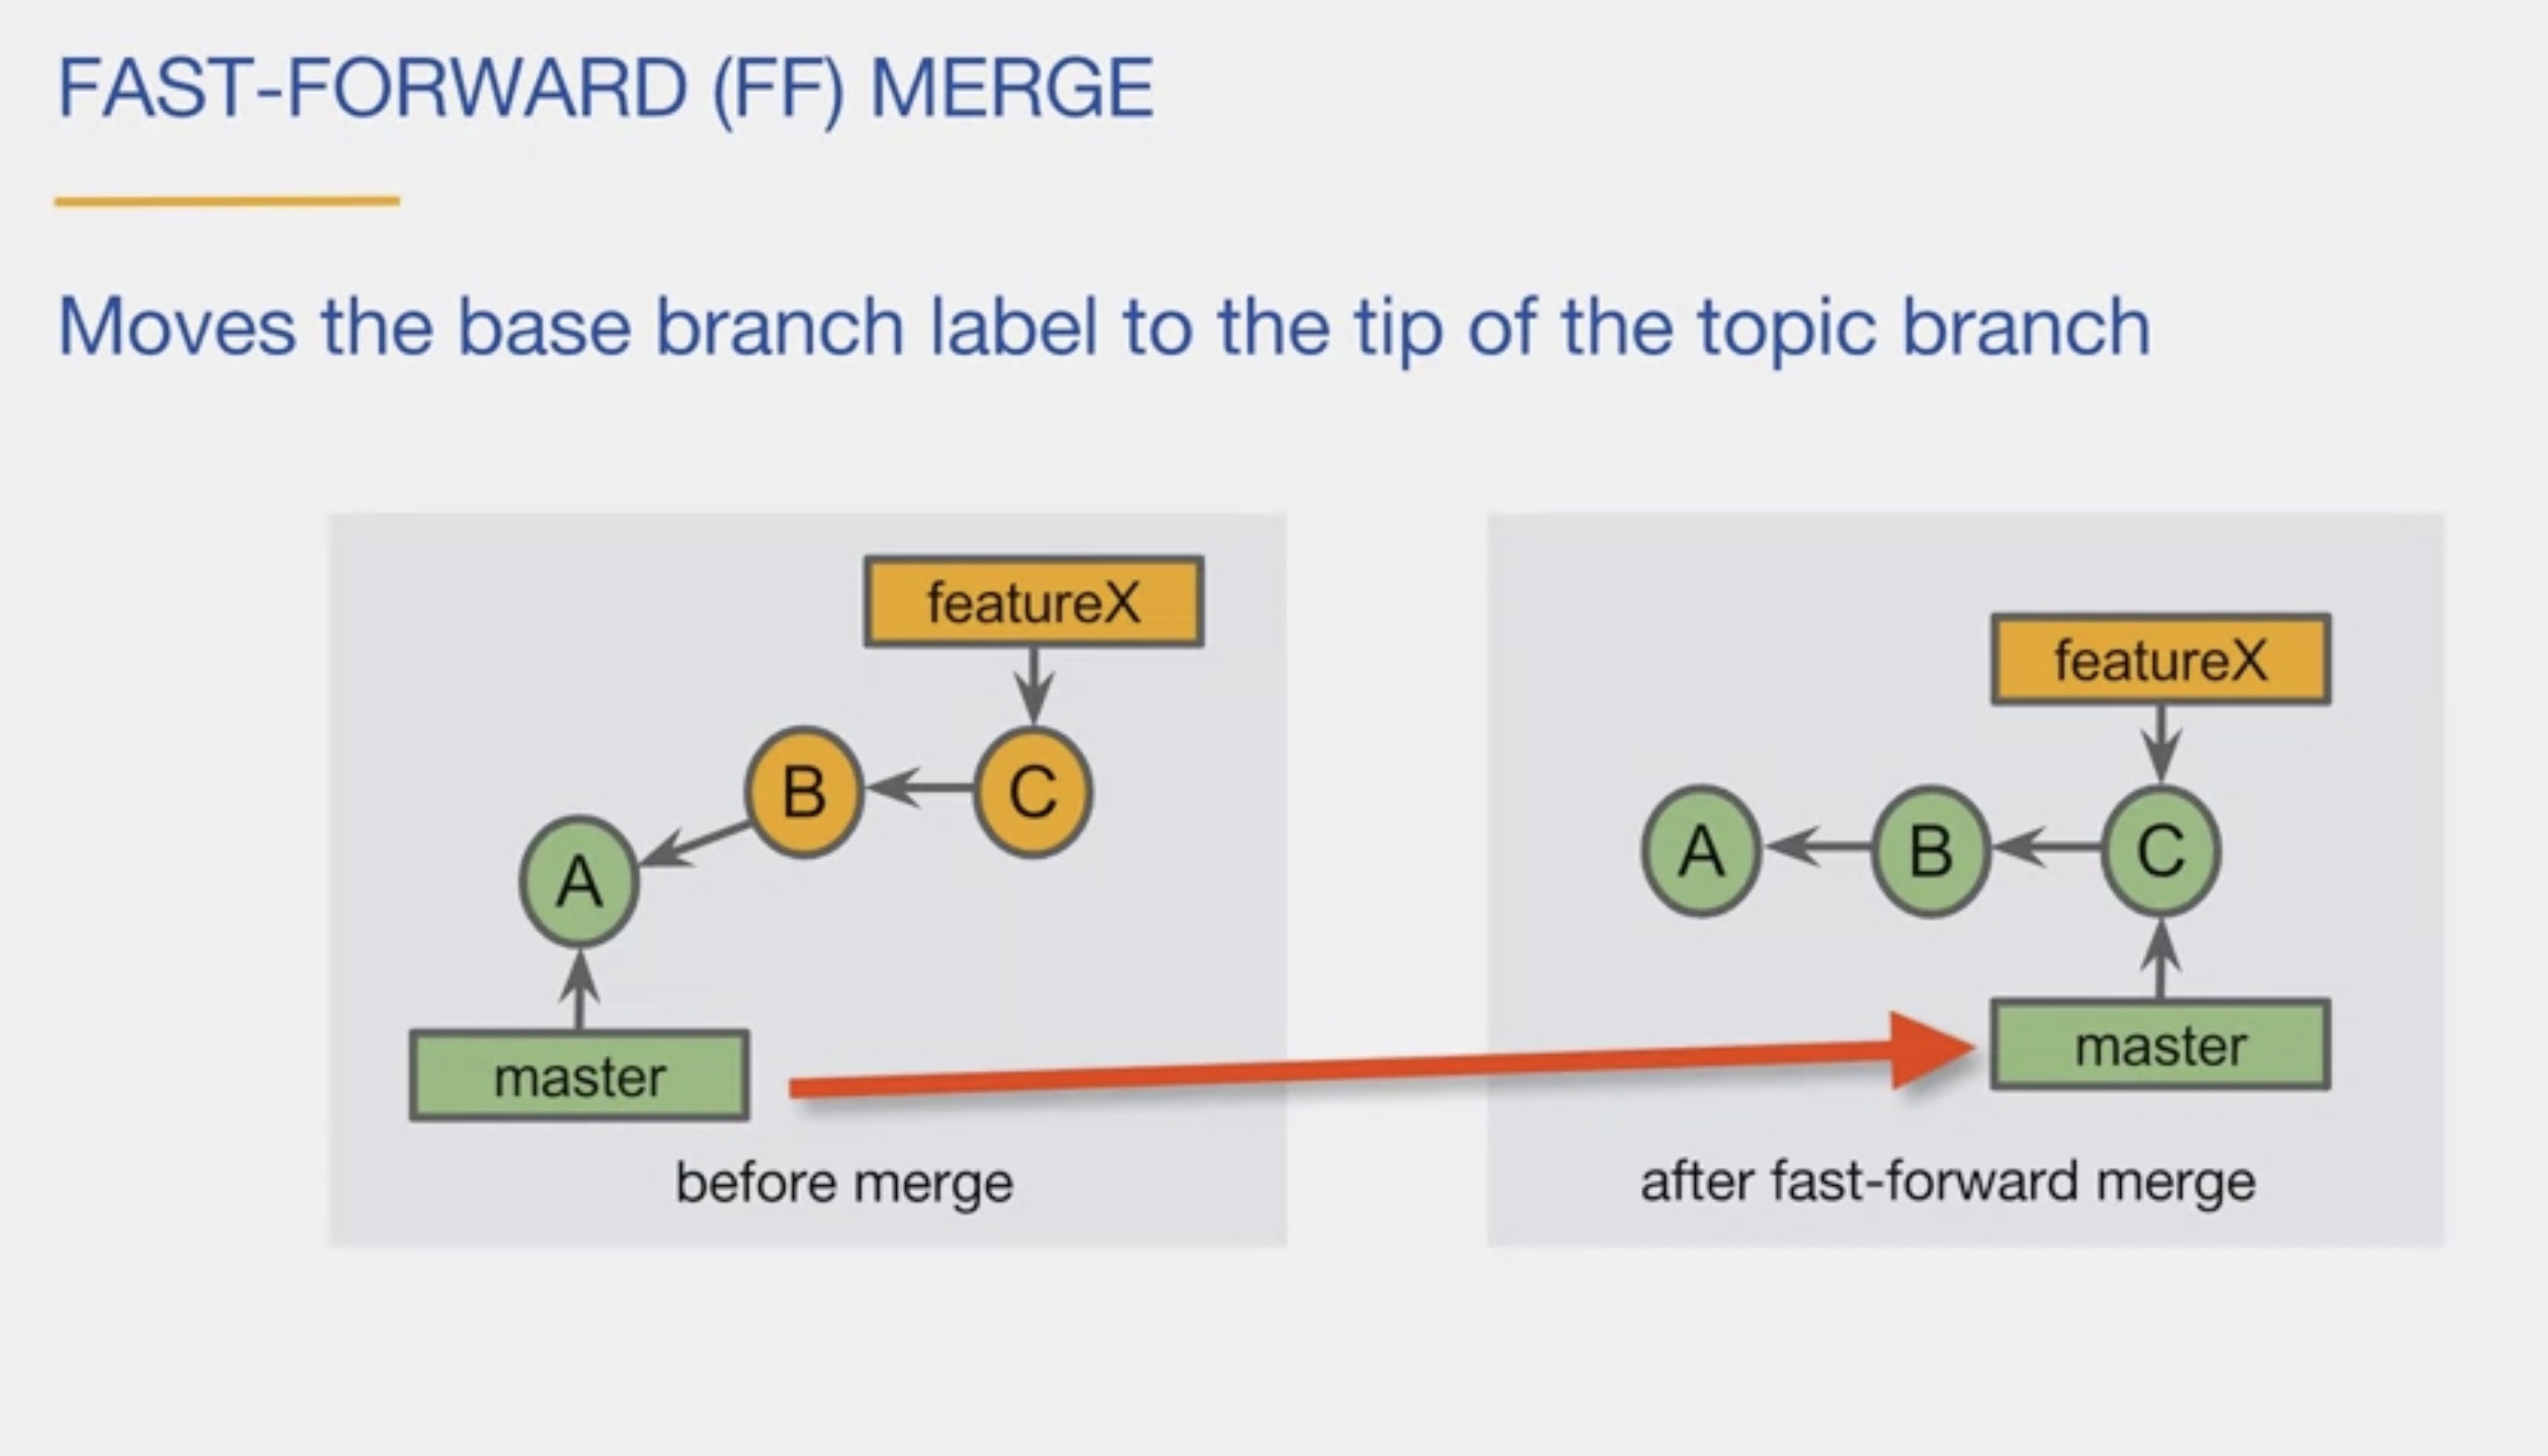 FAST-FORWARD (FF) MERGE
Moves the base branch label to the tip of the topic branch
featureX
B
C
A
master
before merge
featureX
A
B
C
master
after fast-forward merge